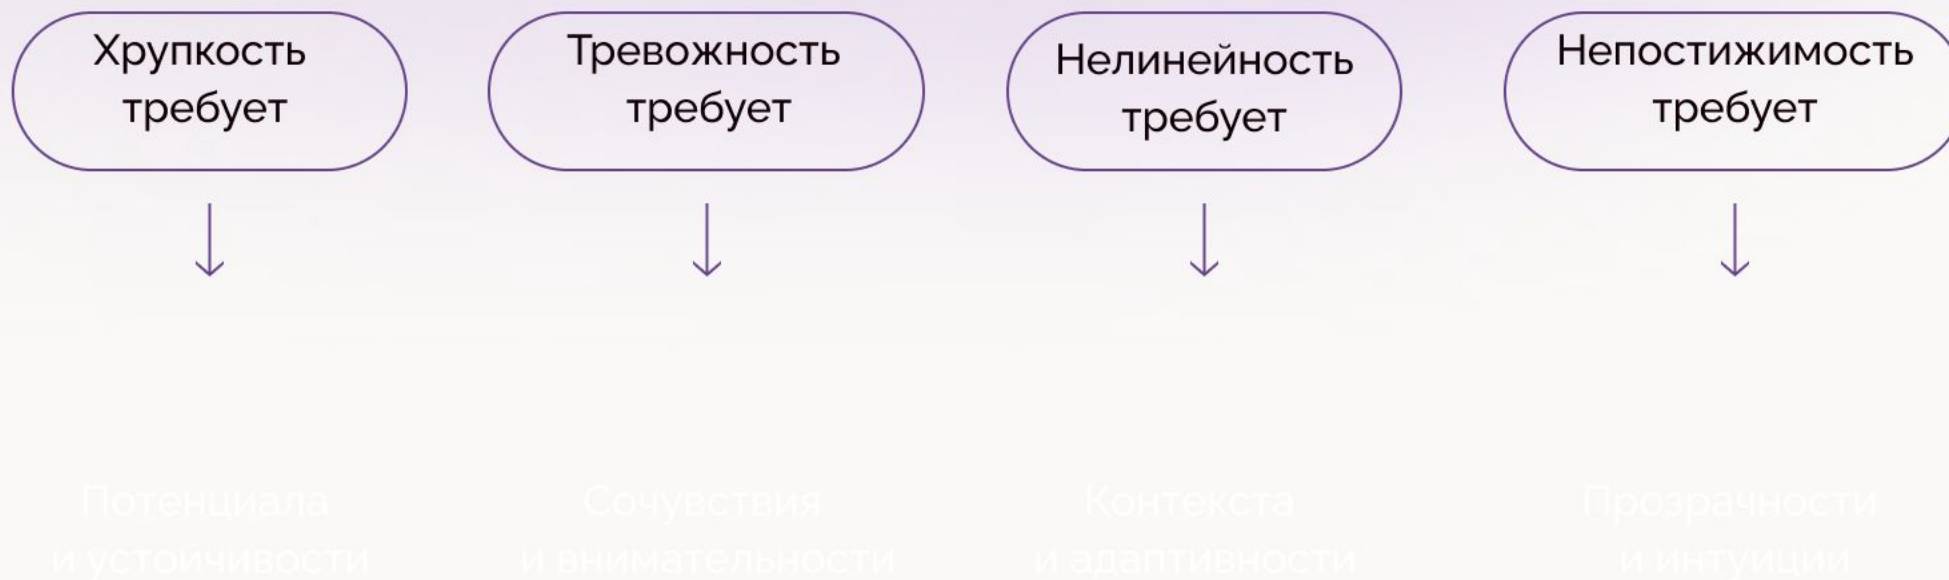 Хрупкость
требует
Тревожность
требует
Нелинейность
требует
Непостижимость
требует
Потенциала
и устойчивости
Сочувствия
и внимательности
Контекста
и адаптивности
Прозрачности
и интуиции